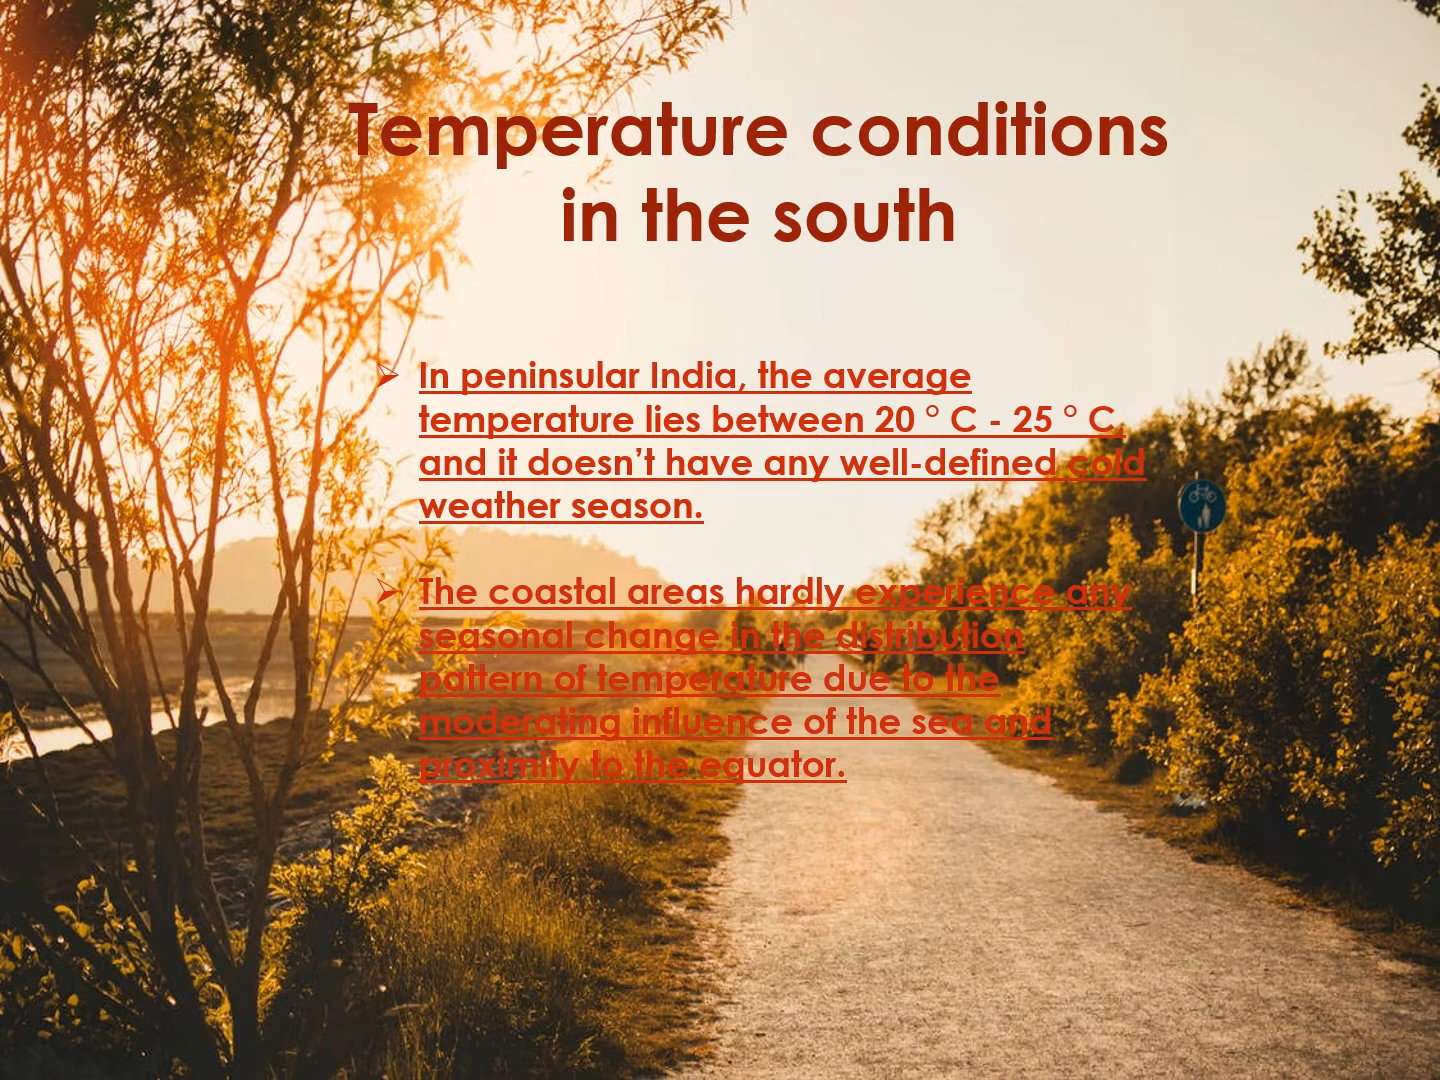 Temperature conditions
in the south
➢ In peninsular India, the average
temperature lies between 20 ° C - 25 ° C,
and it doesn’t have any well-defined cold
weather season.
➢ The coastal areas hardly experience any
seasonal change in the distribution
pattern of temperature due to the
moderating influence of the sea and
proximity to the equator.